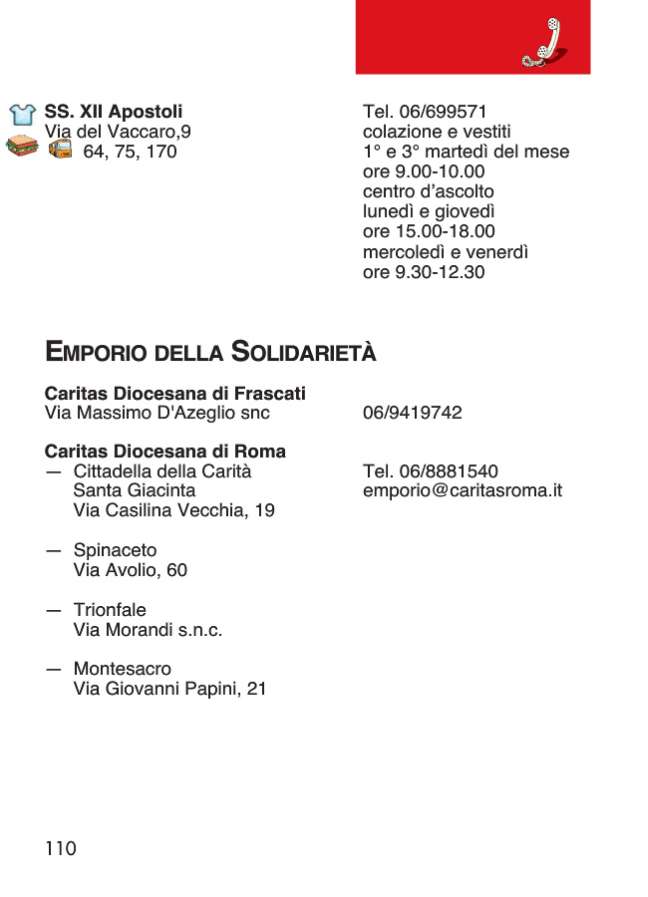 SS. XII Apostoli
Via del Vaccaro,9
64, 75, 170
Tel. 06/699571
colazione e vestiti
1° e 3° martedì del mese
ore 9.00-10.00
centro d'ascolto
lunedì e giovedì
ore 15.00-18.00
mercoledì e venerdì
ore 9.30-12.30
EMPORIO DELLA SOLIDARIETÀ
Caritas Diocesana di Frascati
Via Massimo D'Azeglio snc 06/9419742
Caritas Diocesana di Roma
— Cittadella della Carità Tel. 06/8881540
Santa Giacinta emporio@caritasroma.it
Via Casilina Vecchia, 19
— Spinaceto
Via Avolio, 60
— Trionfale
Via Morandi s.n.c.
— Montesacro
Via Giovanni Papini, 21
110